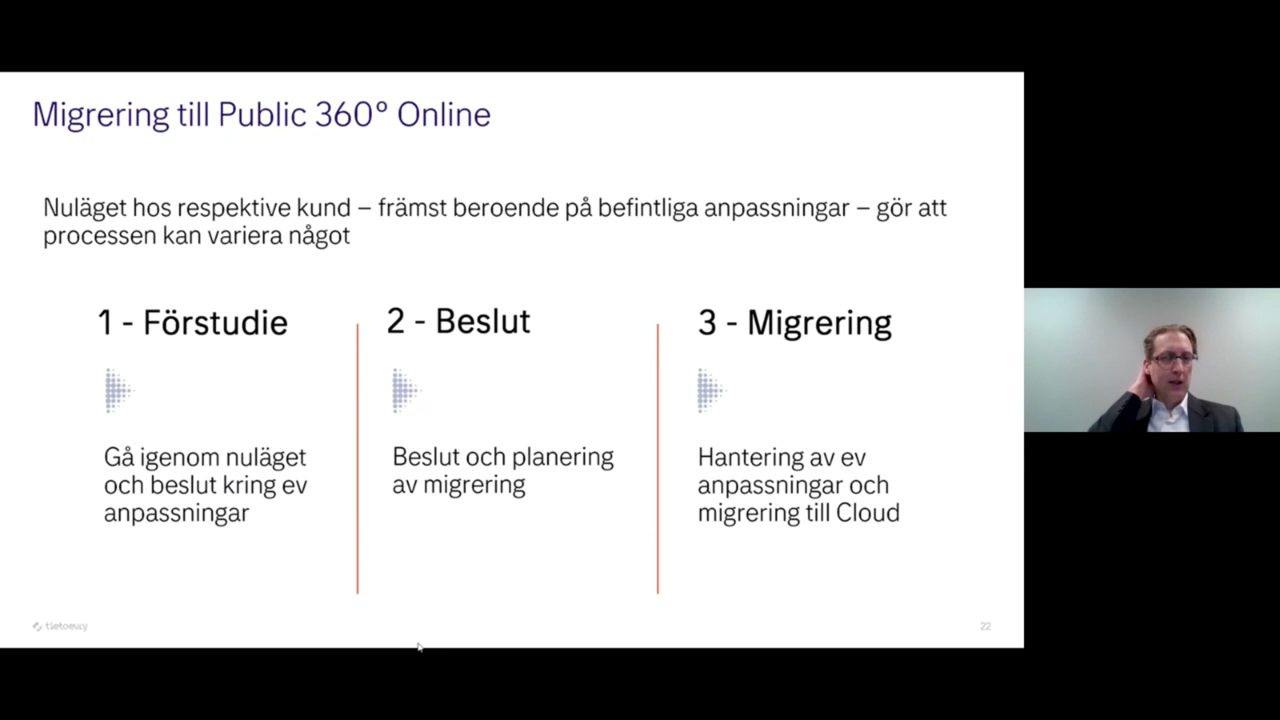 Migrering till Public 360° Online
Nuläget hos respektive kund – främst beroende på befintliga anpassningar – gör att
processen kan variera något
1 - Förstudie
Gå igenom nuläget
och beslut kring ev
anpassningar
2 - Beslut
Beslut och planering
av migrering
3 - Migrering
Hantering av ev
anpassningar och
migrering till Cloud
tietoevry
22